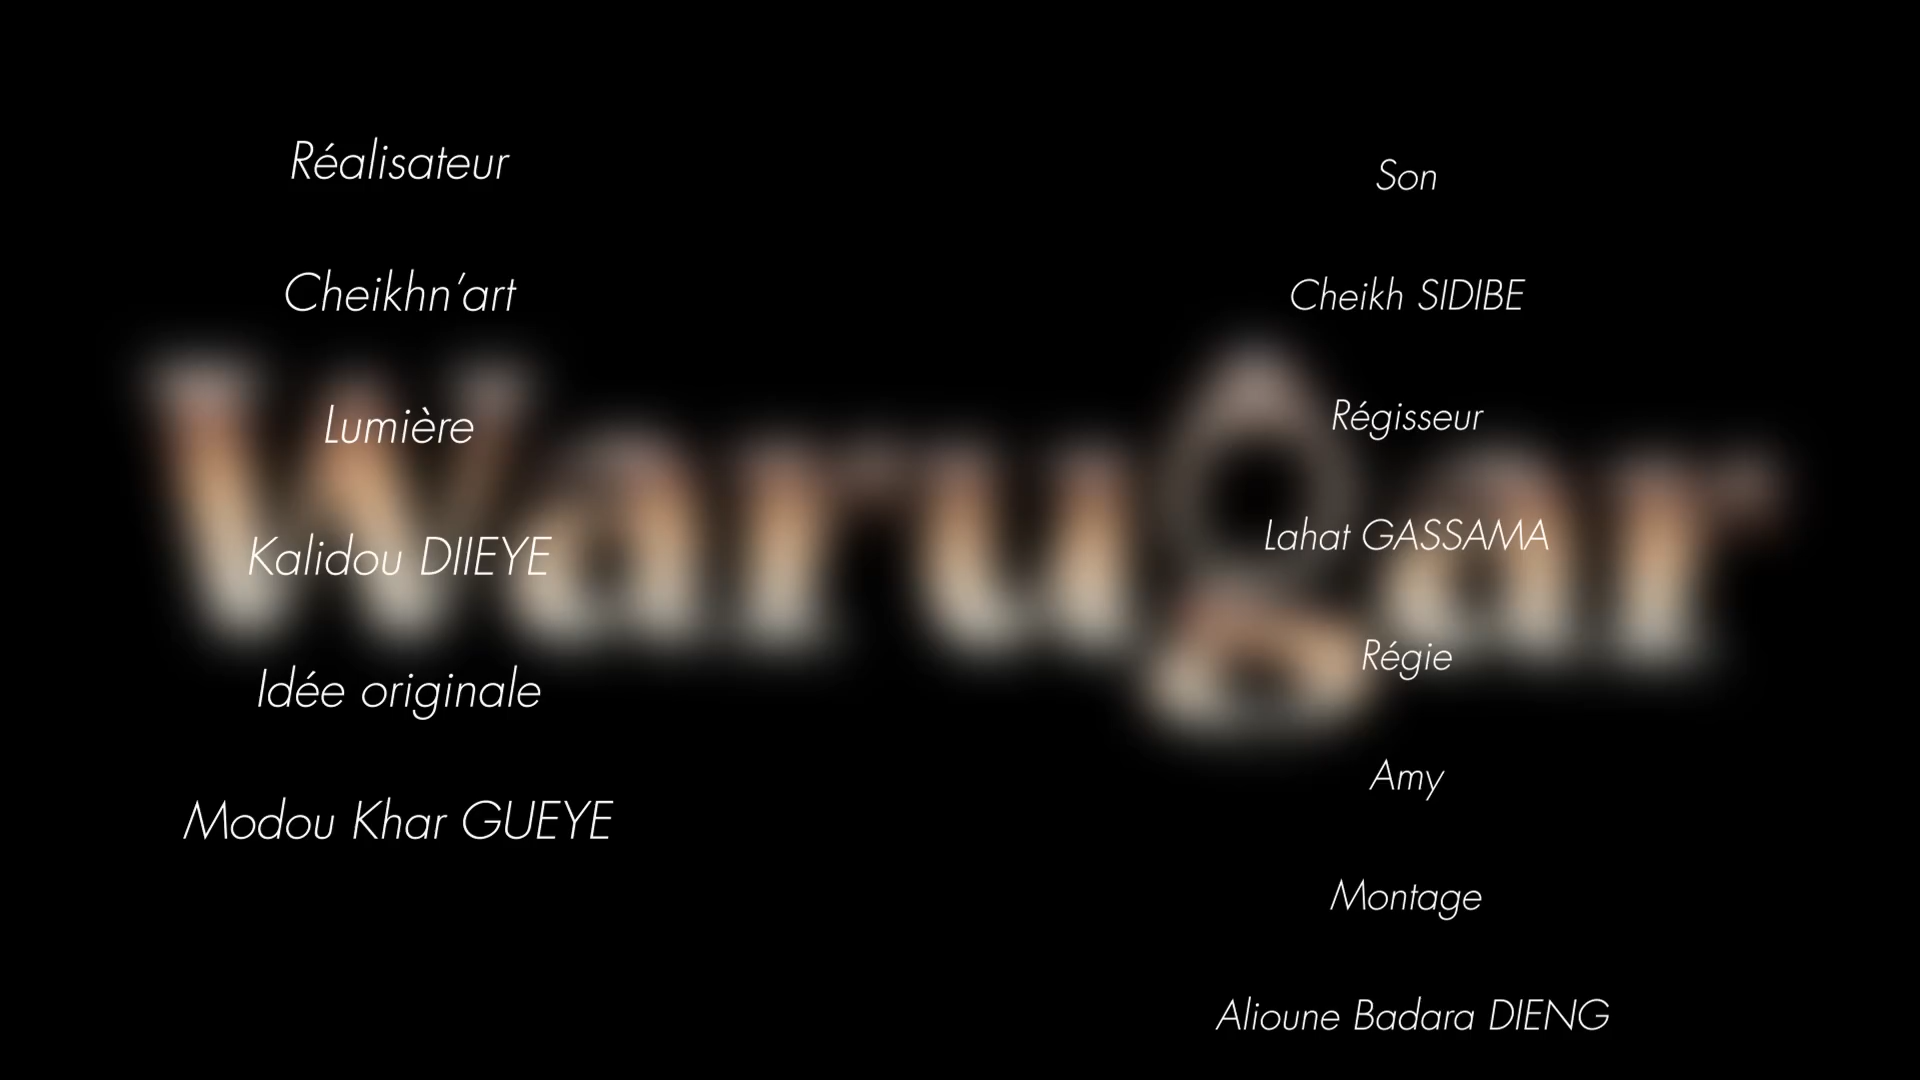 Réalisateur
Cheikhn’art
Lumière
Kalidou DIIEYE
Idée originale
Modou Khar GUEYE
Son
Cheikh SIDIBE
Régisseur
Lahat GASSAMA
Régie
Amy
Montage
Alioune Badara DIENG
Warugar